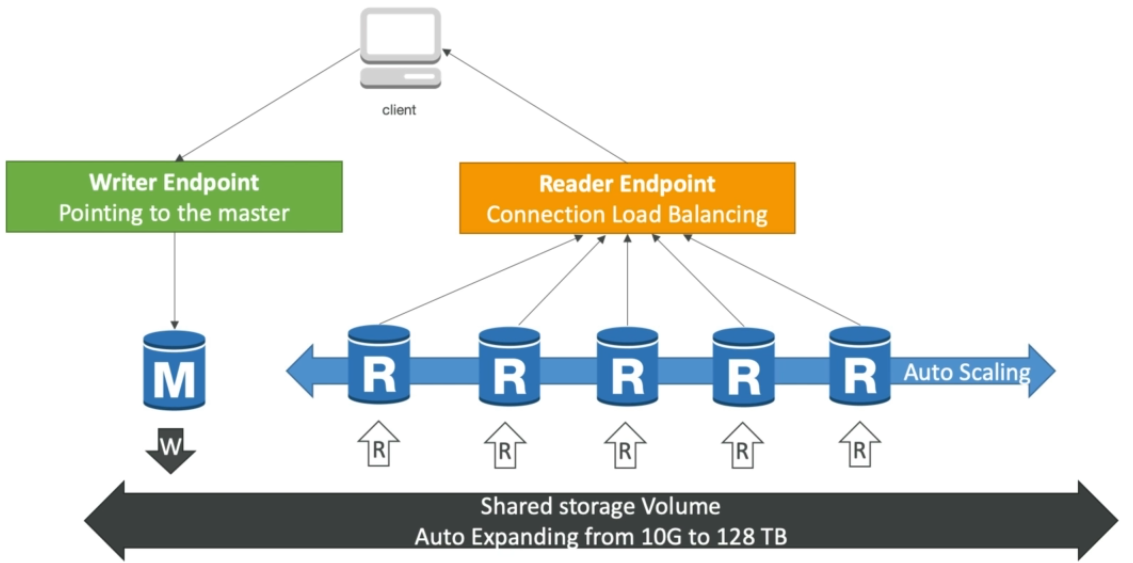 client
Writer Endpoint
Pointing to the master
Reader Endpoint
Connection Load Balancing
M
R
R
R
R
R
Auto Scaling
W
R
R
R
R
R
Shared storage Volume
Auto Expanding from 10G to 128 TB